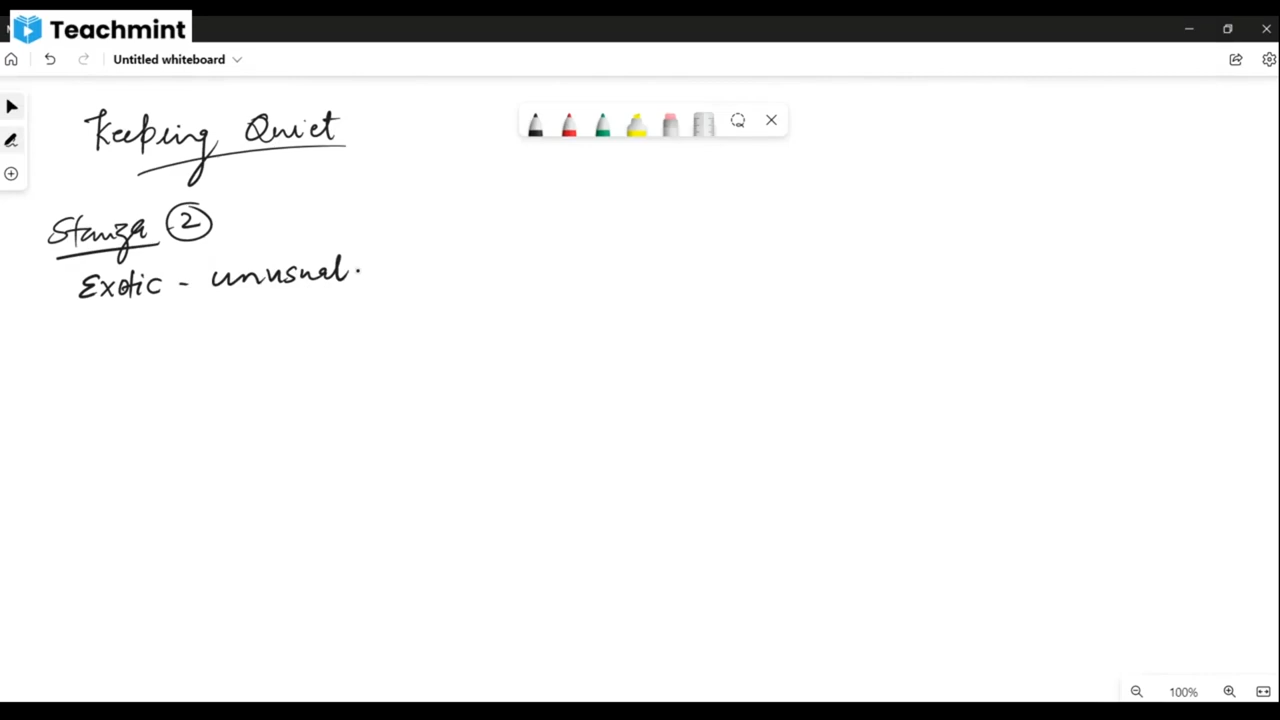 Teachmint
Untitled whiteboard
Keeping Quiet
Stanza 2
Exotic - unusual.
100%